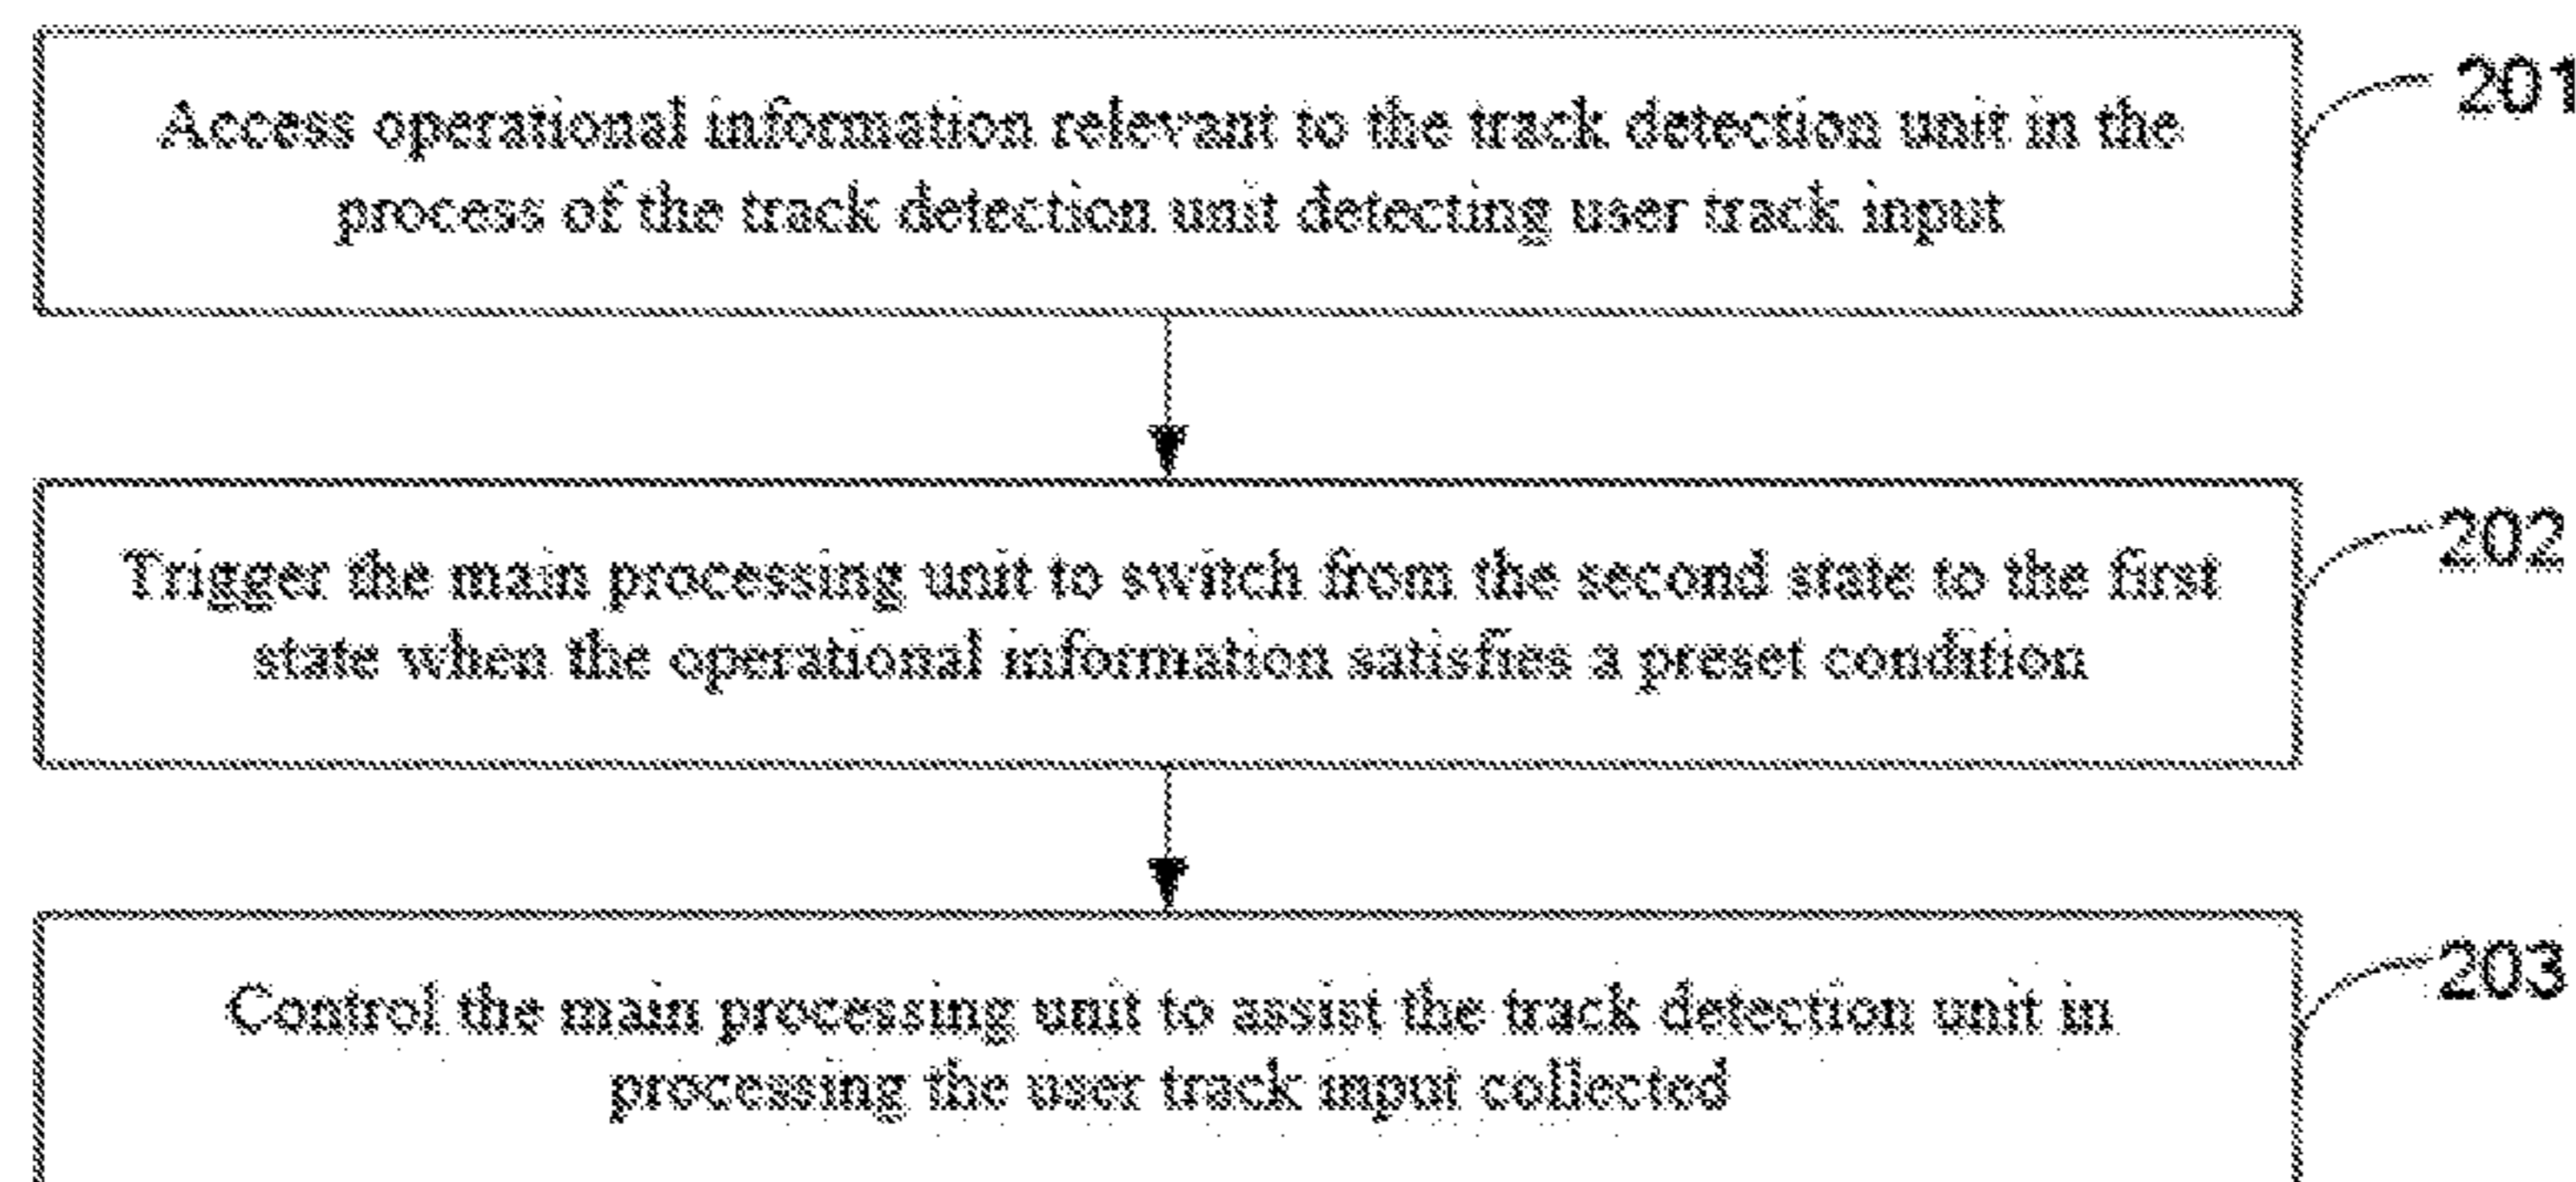 Access operational information relevant to the track detection unit in the
process of the track detection unit detecting user track input
201
Trigger the main processing unit to switch from the second state to the first
state when the operational information satisfies a preset condition
202
Control the main processing unit to assist the track detection unit in
processing the user track input collected
203